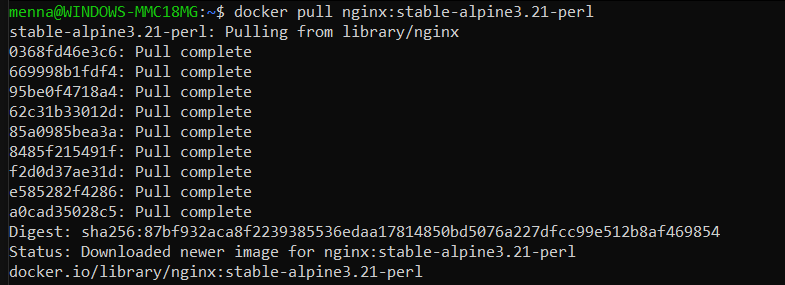 menna@WINDOWS-MMC18MG:~$ docker pull nginx:stable-alpine3.21-perl
stable-alpine3.21-perl: Pulling from library/nginx
0368fd46e3c6: Pull complete
669998b1fdf4: Pull complete
95be0f4718a4: Pull complete
62c31b33012d: Pull complete
85a0985bea3a: Pull complete
8485f215491f: Pull complete
f2d0d37ae31d: Pull complete
e585282f4286: Pull complete
a0cad35028c5: Pull complete
Digest: sha256:87bf932aca8f2239385536edaa17814850bd5076a227dfcc99e512b8af469854
Status: Downloaded newer image for nginx:stable-alpine3.21-perl
docker.io/library/nginx:stable-alpine3.21-perl